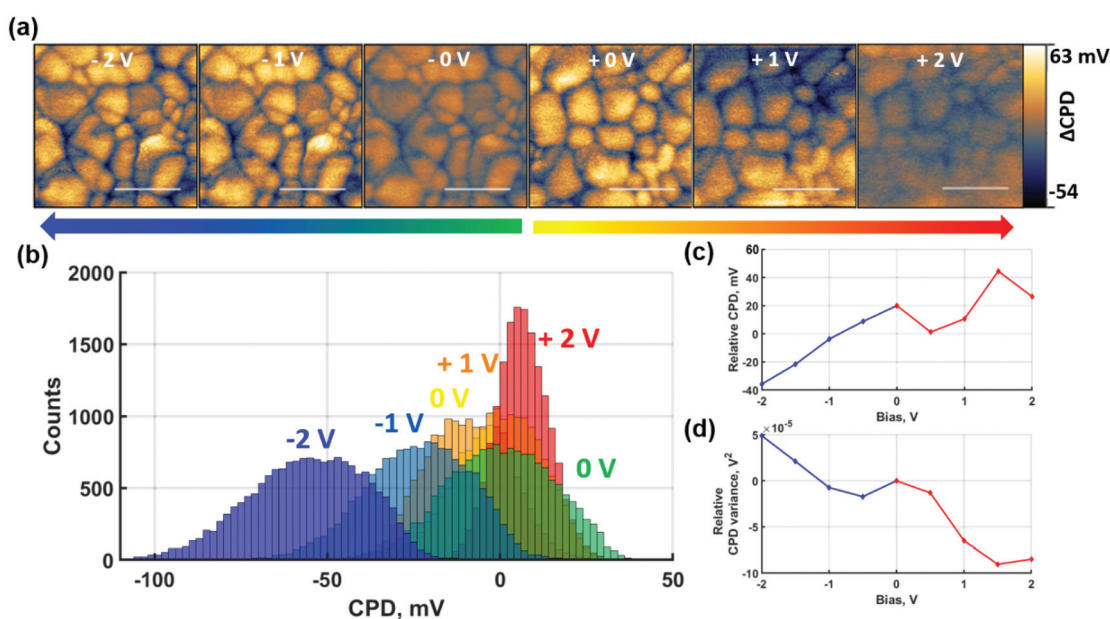 (a)
- 2 V
- 1 V
- 0 V
+ 0 V
+ 1 V
+ 2 V
63 mV
ΔCPD
-54
(b)
2000
1500
1000
500
0
Counts
-100
-50
0
50
CPD, mV
-2 V
-1 V
0 V
+ 1 V
+ 2 V
0 V
(c)
60
40
20
0
-20
-40
Relative CPD, mV
-2
-1
0
1
2
Bias, V
(d)
×10⁻⁵
5
0
-5
-10
Relative
CPD variance, V²
-2
-1
0
1
2
Bias, V